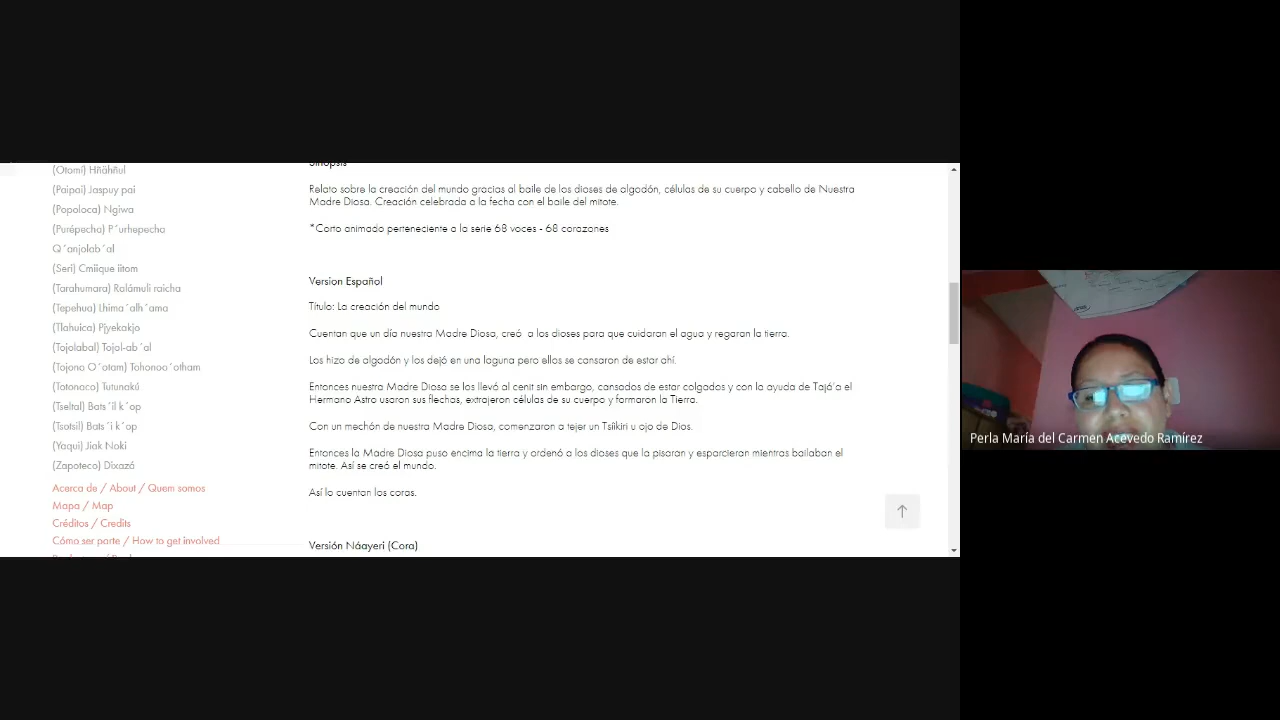 (Otomí) Hñähñul
(Paipai) Jaspuy pai
(Popoloca) Ngiwa
(Purépecha) P´urhepecha
Q´anjolab´al
(Seri) Cmiique iitom
(Tarahumara) Ralámuli raicha
(Tepehua) Lhima´alh´ama
(Tlahuica) Pjyekakjo
(Tojolabal) Tojol-ab´al
(Tojono O´otam) Tohonoo´otham
(Totonaco) Tutunakú
(Tseltal) Bats´il k´op
(Tsotsil) Bats´i k´op
(Yaqui) Jiak Noki
(Zapoteco) Dixazá
Acerca de / About / Quem somos
Mapa / Map
Créditos / Credits
Cómo ser parte / How to get involved
Sinopsis
Relato sobre la creación del mundo gracias al baile de los dioses de algodón, células de su cuerpo y cabello de Nuestra
Madre Diosa. Creación celebrada a la fecha con el baile del mitote.
*Corto animado perteneciente a la serie 68 voces - 68 corazones
Version Español
Título: La creación del mundo
Cuentan que un día nuestra Madre Diosa, creó a los dioses para que cuidaran el agua y regaran la tierra.
Los hizo de algodón y los dejó en una laguna pero ellos se cansaron de estar ahí.
Entonces nuestra Madre Diosa se los llevó al cenit sin embargo, cansados de estar colgados y con la ayuda de Tajá'a el
Hermano Astro usaron sus flechas, extrajeron células de su cuerpo y formaron la Tierra.
Con un mechón de nuestra Madre Diosa, comenzaron a tejer un Tsíikiri u ojo de Dios.
Entonces la Madre Diosa puso encima la tierra y ordenó a los dioses que la pisaran y esparcieran mientras bailaban el
mitote. Así se creó el mundo.
Así lo cuentan los coras.
Versión Náayeri (Cora)
Perla María del Carmen Acevedo Ramírez